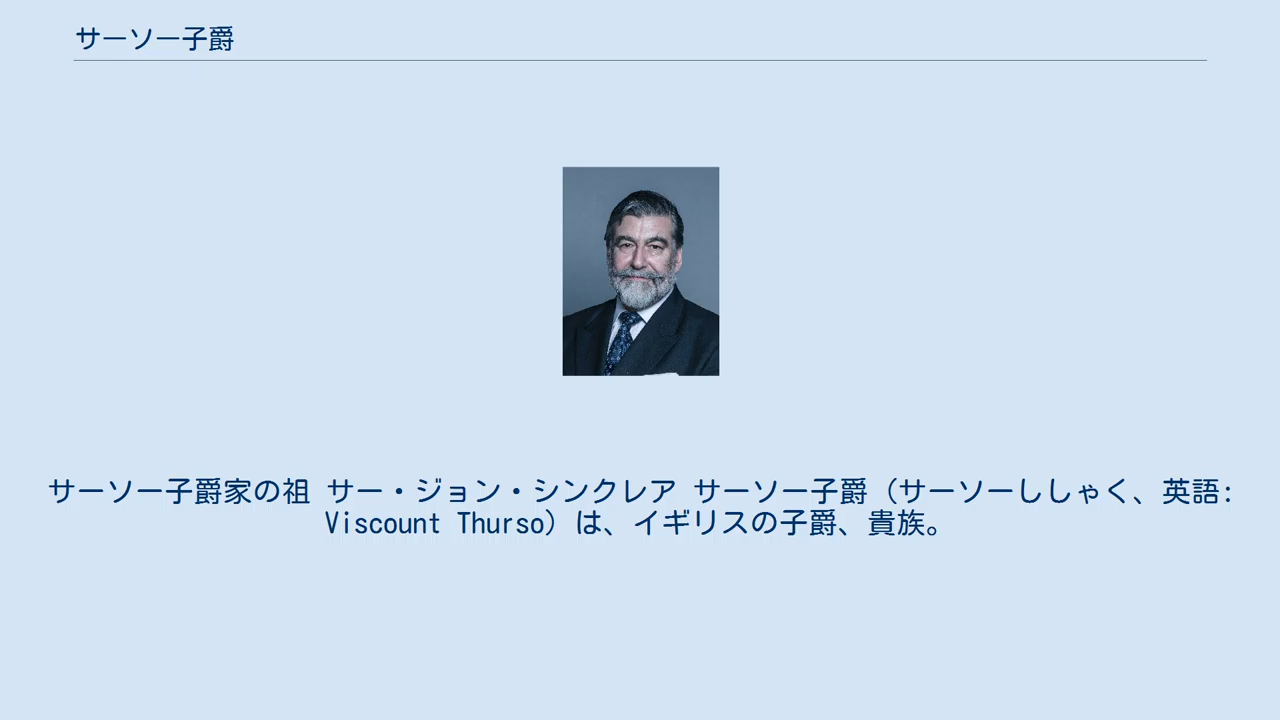 サーソー子爵
サーソー子爵家の祖 サー・ジョン・シンクレア サーソー子爵（サーソーししゃく、英語:
Viscount Thurso）は、イギリスの子爵、貴族。